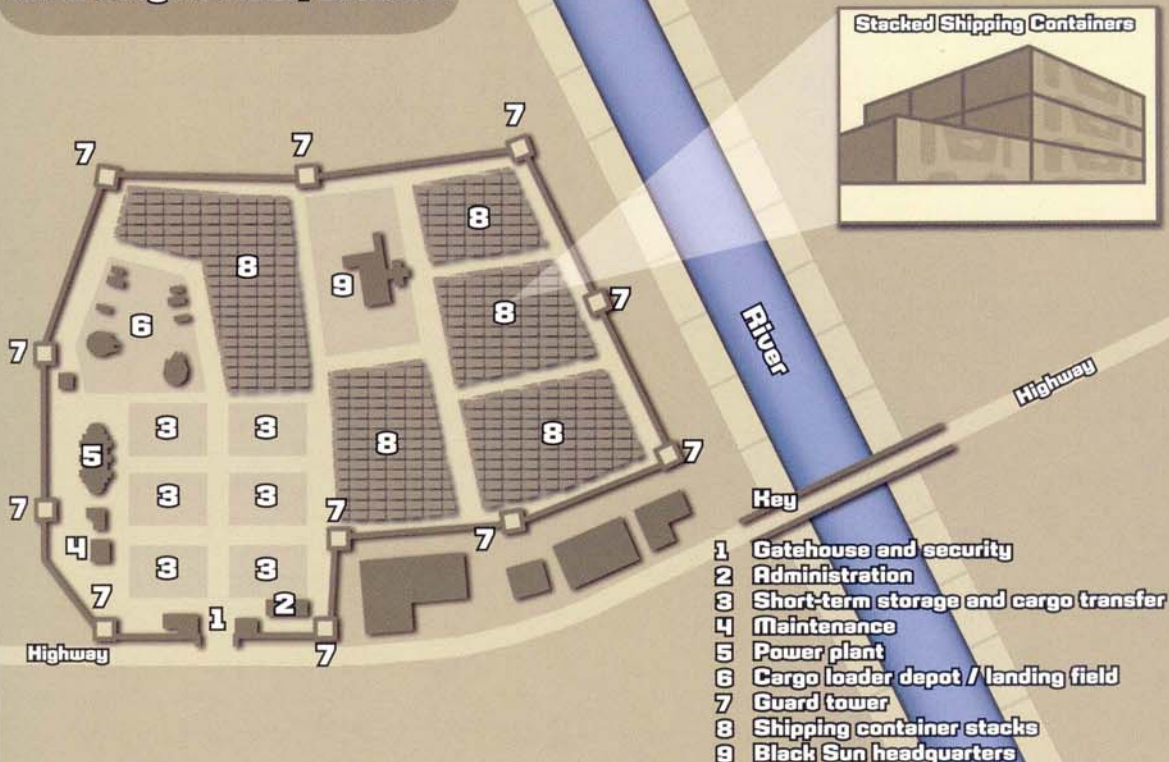 Stacked Shipping Containers
7
7
7
8
8
9
7
8
6
River
7
Highway
3 3
8
8
7
5
3 3
7
7
7
4
3 3
7
2
1
Highway
7
Key
1 Gatehouse and security
2 Administration
3 Short-term storage and cargo transfer
4 Maintenance
5 Power plant
6 Cargo loader depot / landing field
7 Guard tower
8 Shipping container stacks
9 Black Sun headquarters